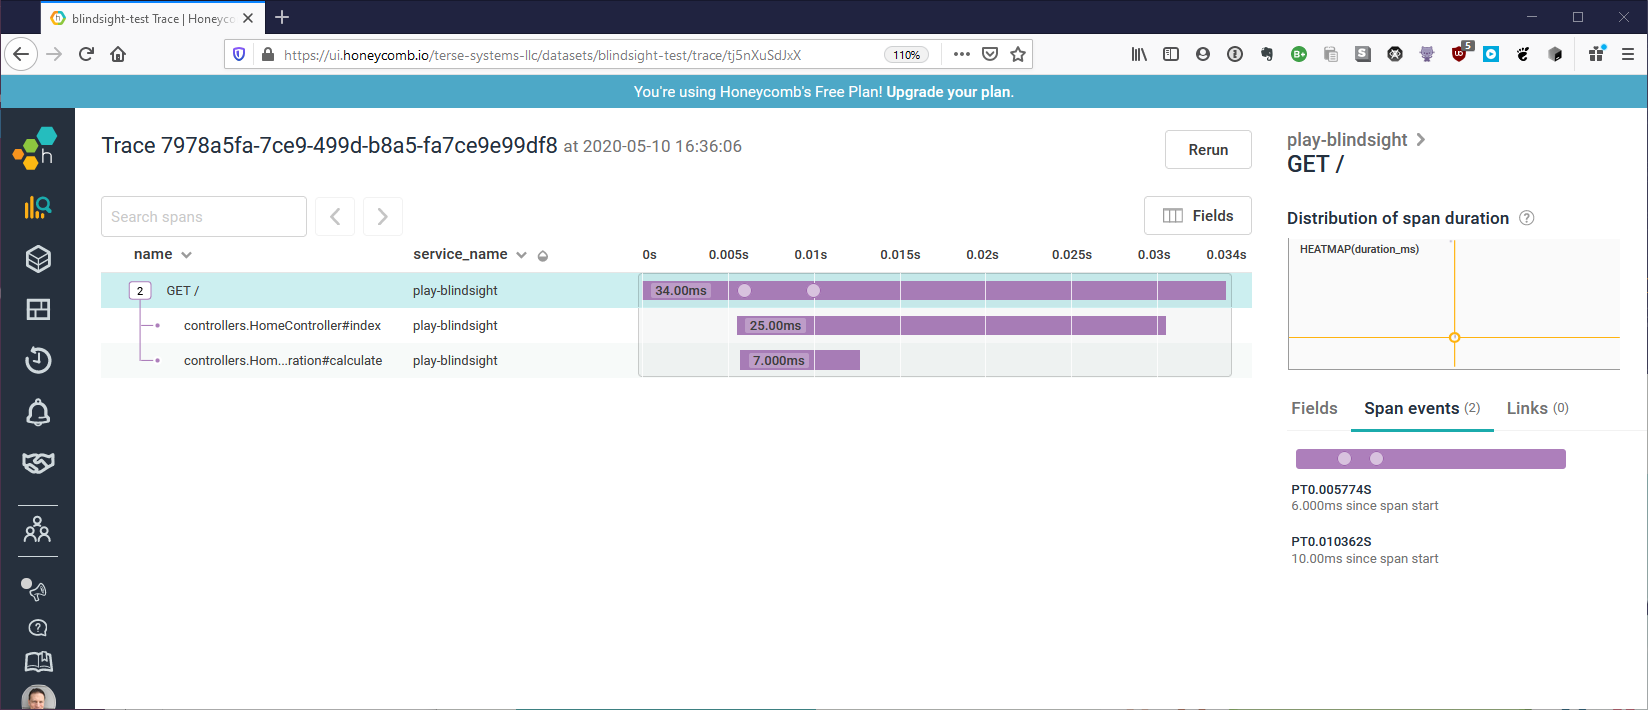 blindsight-test Trace | Honeyco
https://ui.honeycomb.io/terse-systems-llc/datasets/blindsight-test/trace/tj5nXuSdJxX
110%
5
You're using Honeycomb's Free Plan! Upgrade your plan.
h
Trace 7978a5fa-7ce9-499d-b8a5-fa7ce9e99df8 at 2020-05-10 16:36:06
Rerun
Search spans
Fields
name service_name 0s 0.005s 0.01s 0.015s 0.02s 0.025s 0.03s 0.034s
2 GET / play-blindsight 34.00ms
controllers.HomeController#index play-blindsight 25.00ms
controllers.Hom...ration#calculate play-blindsight 7.000ms
play-blindsight
GET /
Distribution of span duration ?
HEATMAP(duration_ms)
Fields Span events (2) Links (0)
PT0.005774S
6.000ms since span start
PT0.010362S
10.00ms since span start